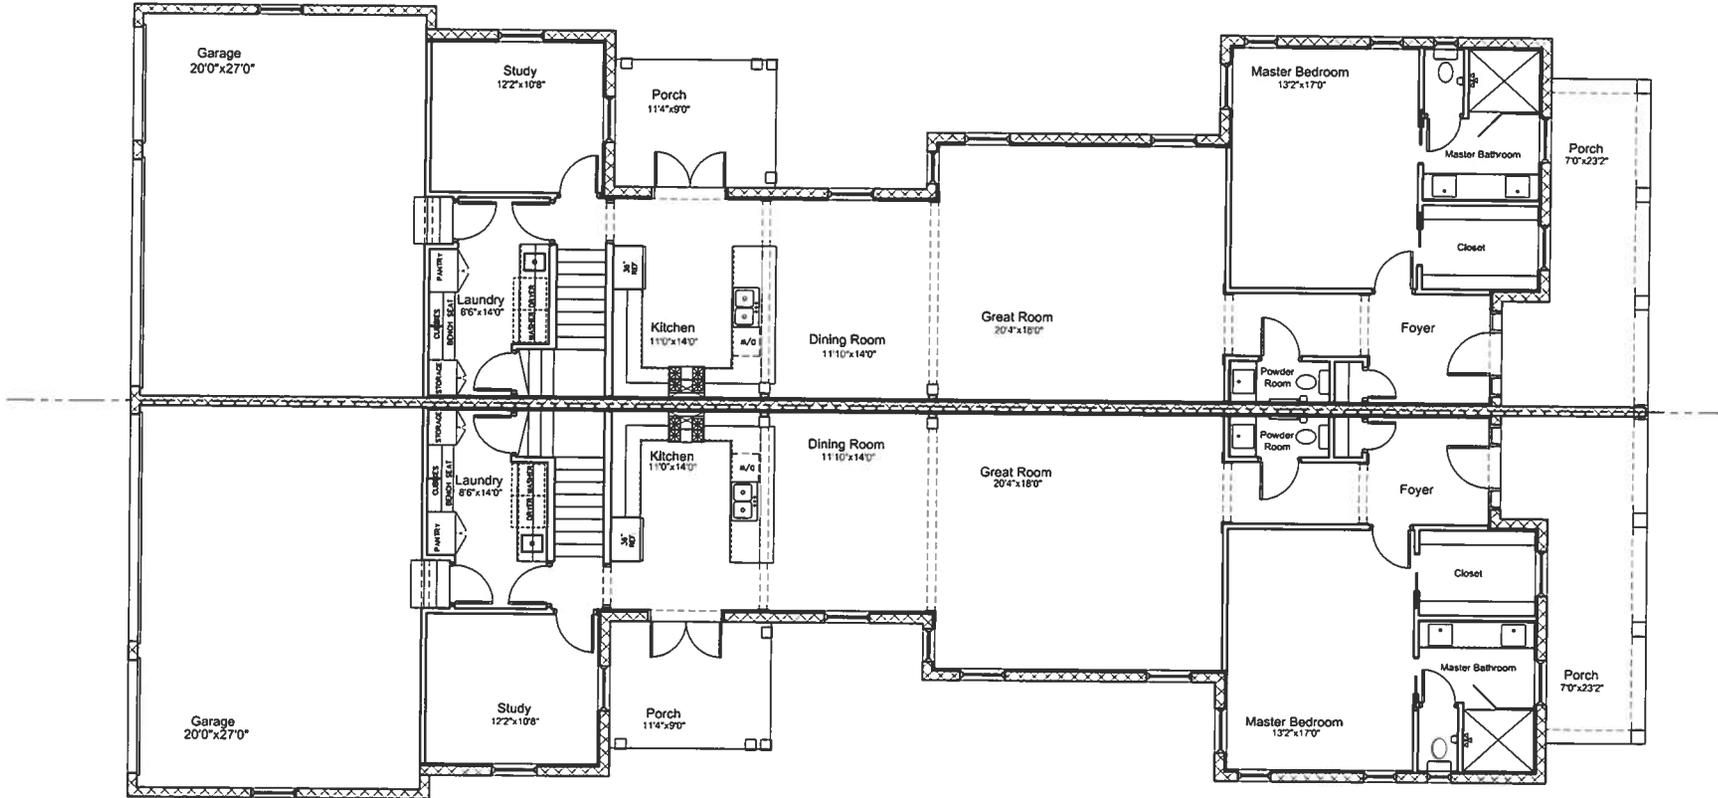 Garage
20'0"x27'0"
Study
12'2"x10'8"
Porch
11'4"x9'0"
Master Bedroom
13'2"x17'0"
Master Bathroom
Porch
7'0"x23'2"
Closet
PANTRY
CUBBIES
BENCH SEAT
STORAGE
Laundry
8'6"x14'0"
WASHER
DRYER
36"
REF
Kitchen
11'0"x14'0"
M/O
Dining Room
11'10"x14'0"
Great Room
20'4"x18'0"
Foyer
Powder
Room
STORAGE
CUBBIES
BENCH SEAT
PANTRY
Laundry
8'6"x14'0"
DRYER
WASHER
36"
REF
Kitchen
11'0"x14'0"
M/O
Dining Room
11'10"x14'0"
Great Room
20'4"x18'0"
Powder
Room
Foyer
Closet
Master Bathroom
Porch
7'0"x23'2"
Garage
20'0"x27'0"
Study
12'2"x10'8"
Porch
11'4"x9'0"
Master Bedroom
13'2"x17'0"